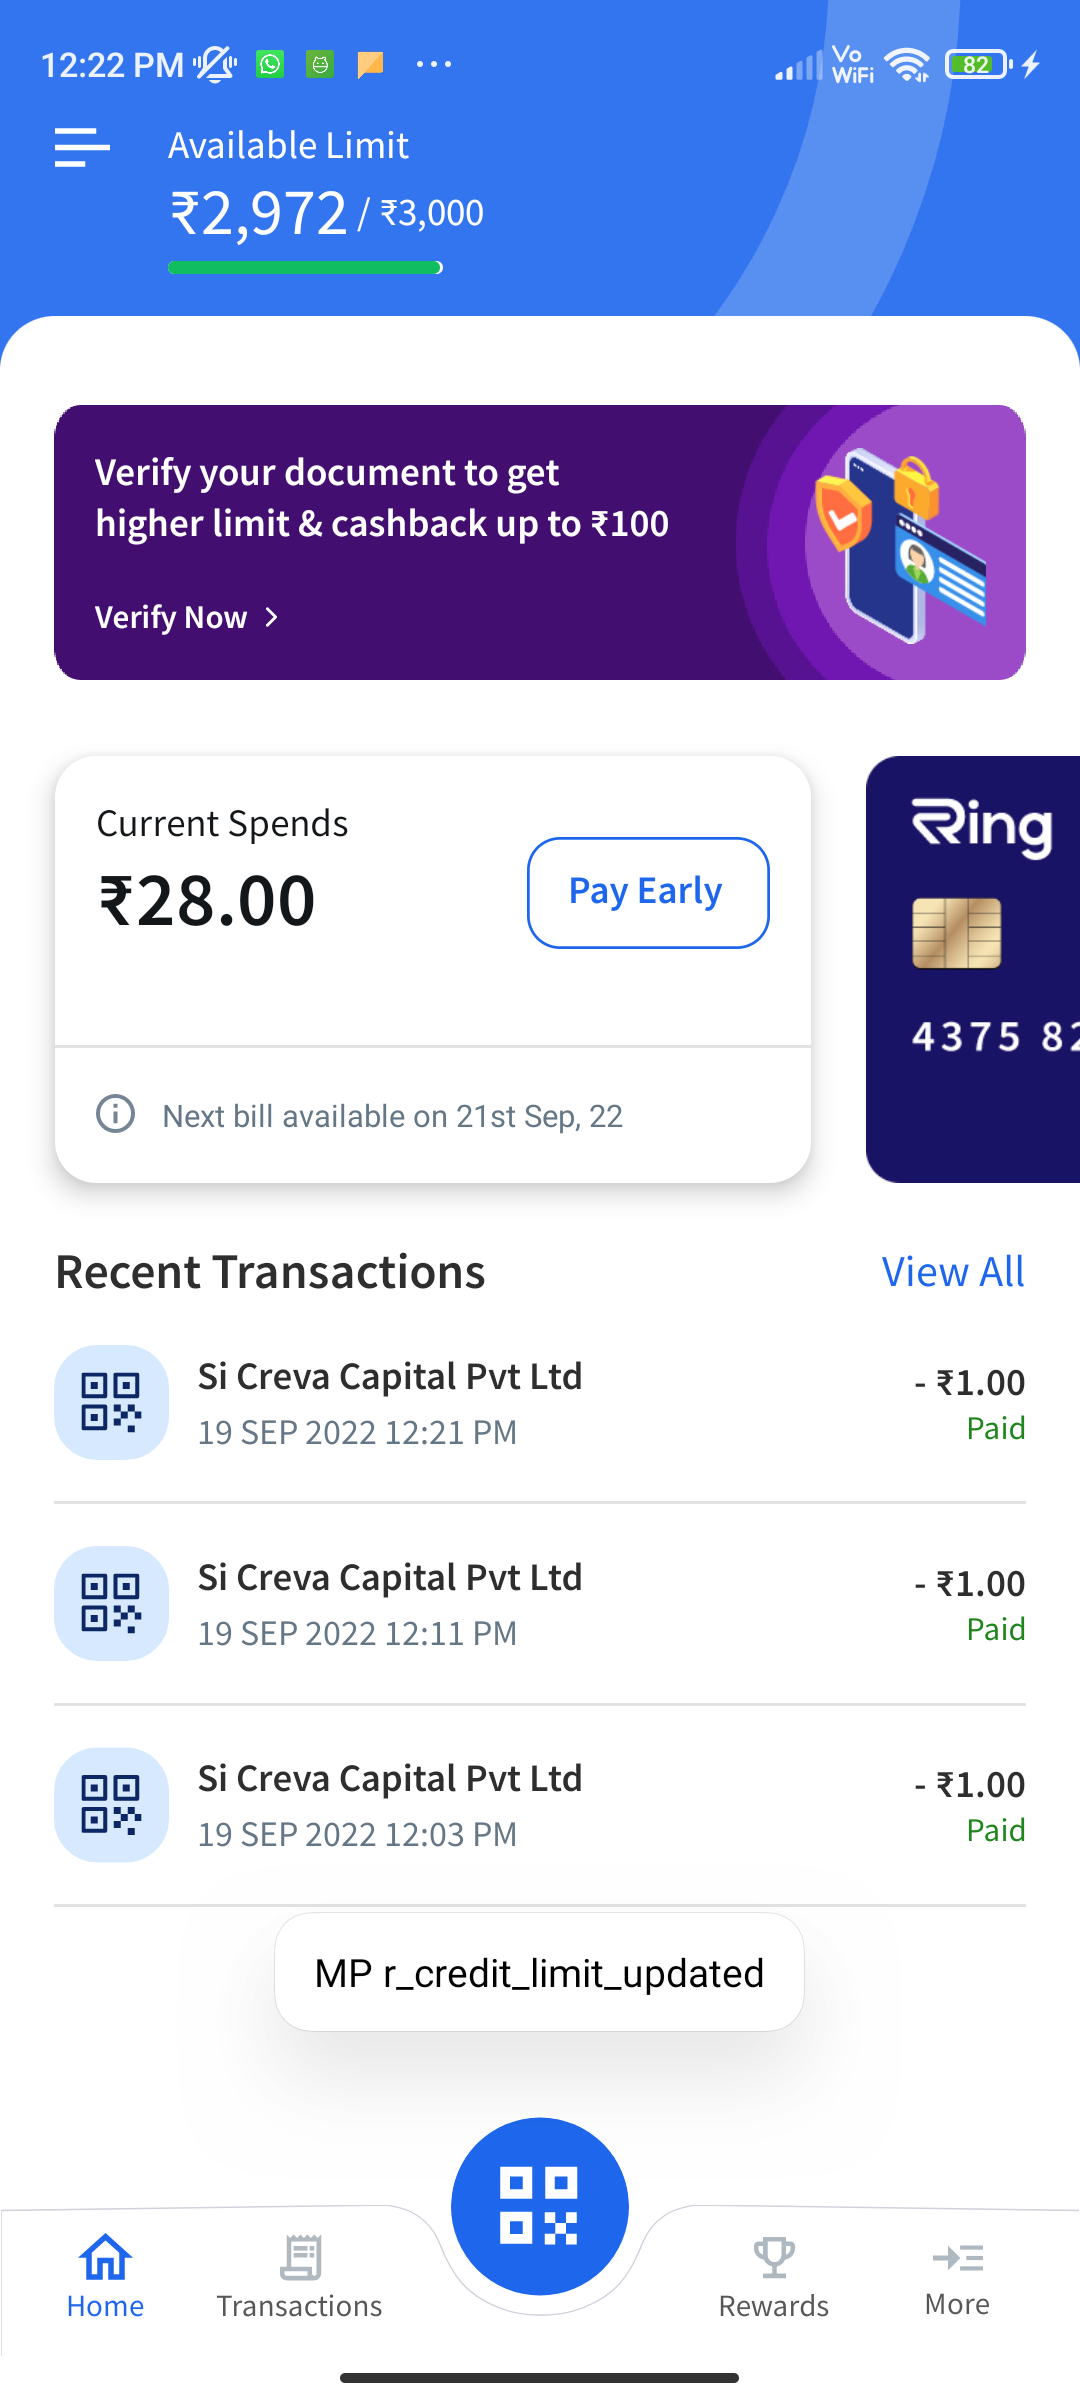 12:22 PM
Vo
WiFi
82
Available Limit
₹2,972 / ₹3,000
Verify your document to get
higher limit & cashback up to ₹100
Verify Now
Current Spends
₹28.00
Pay Early
Next bill available on 21st Sep, 22
Ring
4375 82
Recent Transactions
View All
Si Creva Capital Pvt Ltd
- ₹1.00
19 SEP 2022 12:21 PM
Paid
Si Creva Capital Pvt Ltd
- ₹1.00
19 SEP 2022 12:11 PM
Paid
Si Creva Capital Pvt Ltd
- ₹1.00
19 SEP 2022 12:03 PM
Paid
MP r_credit_limit_updated
Home
Transactions
Rewards
More